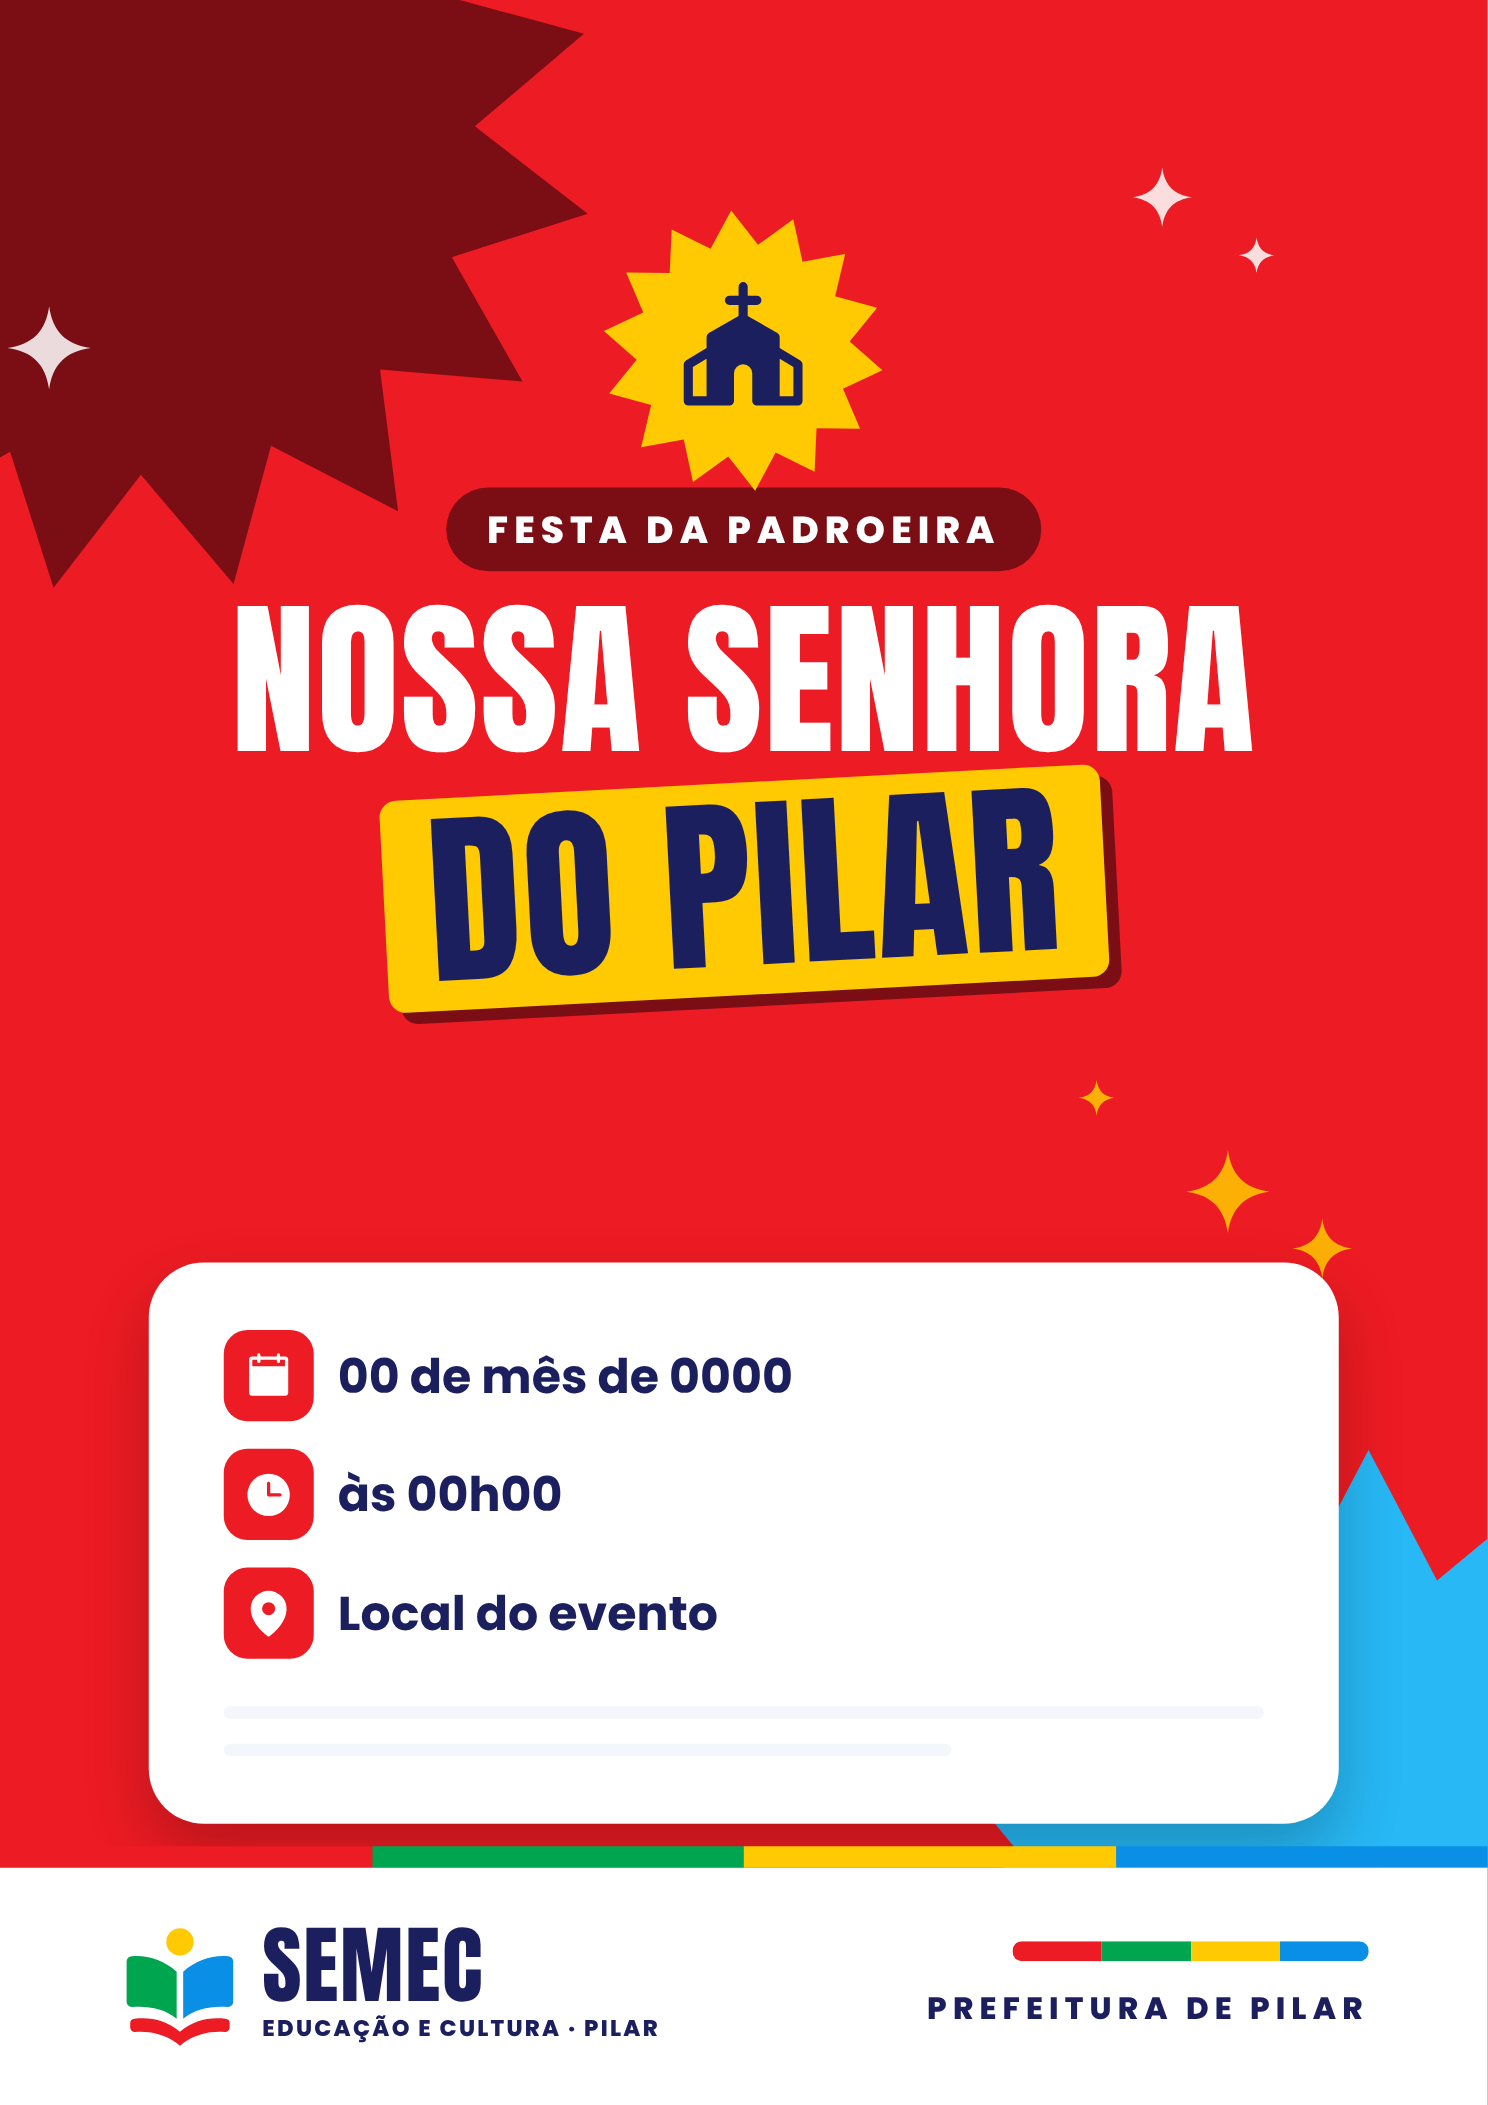 FESTA DA PADROEIRA
NOSSA SENHORA
DO PILAR
00 de mês de 0000
às 00h00
Local do evento
SEMEC
EDUCAÇÃO E CULTURA · PILAR
PREFEITURA DE PILAR